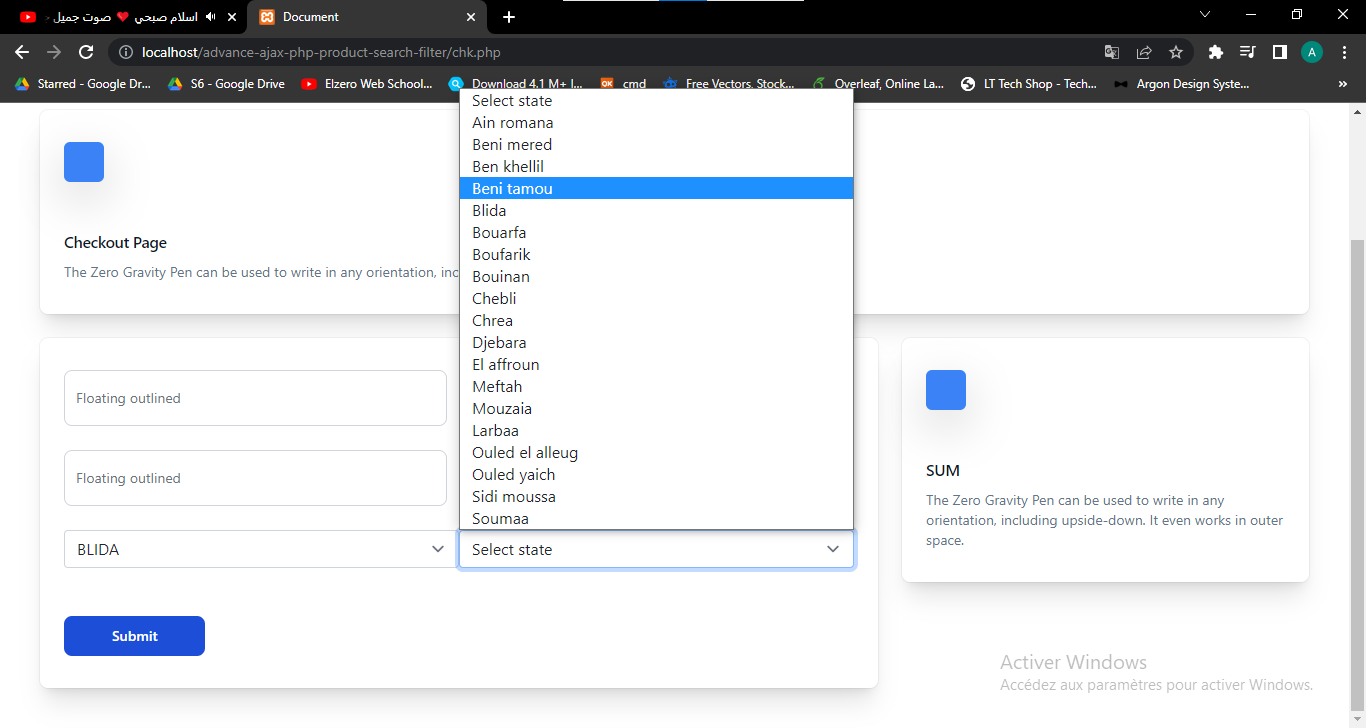 اسلام صبحي ❤️ صوت جميل
Document
localhost/advance-ajax-php-product-search-filter/chk.php
A
Starred - Google Dr...
S6 - Google Drive
Elzero Web School...
Download 4.1 M+ I...
cmd
Free Vectors, Stock...
Overleaf, Online La...
LT Tech Shop - Tech...
Argon Design Syste...
»
Checkout Page
The Zero Gravity Pen can be used to write in any orientation, inc
Select state
Ain romana
Beni mered
Ben khellil
Beni tamou
Blida
Bouarfa
Boufarik
Bouinan
Chebli
Chrea
Djebara
El affroun
Meftah
Mouzaia
Larbaa
Ouled el alleug
Ouled yaich
Sidi moussa
Soumaa
Floating outlined
Floating outlined
BLIDA
Select state
Submit
SUM
The Zero Gravity Pen can be used to write in any
orientation, including upside-down. It even works in outer
space.
Activer Windows
Accédez aux paramètres pour activer Windows.